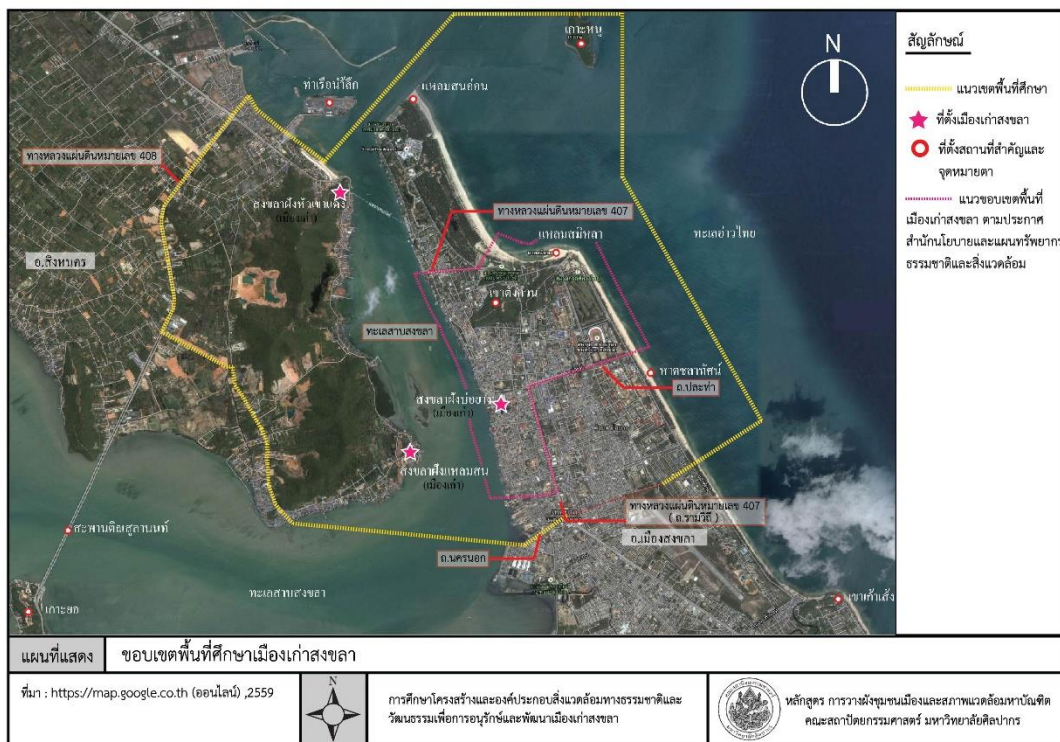 เกาะหนู
ท่าเรือน้ำลึก
แหลมสนอ่อน
ทางหลวงแผ่นดินหมายเลข 408
สงขลาฝั่งหัวเขาแดง
(เมืองเก่า)
ทางหลวงแผ่นดินหมายเลข 407
แหลมสมิหลา
ทะเลอ่าวไทย
อ.สิงหนคร
เขาตังกวน
ทะเลสาบสงขลา
หาดชลาทัศน์
ถ.ปละท่า
สงขลาฝั่งบ่อยาง
(เมืองเก่า)
สงขลาฝั่งแหลมสน
(เมืองเก่า)
ทางหลวงแผ่นดินหมายเลข 407
( ถ.รามวิถี )
สะพานติณสูลานนท์
อ.เมืองสงขลา
ถ.นครนอก
ทะเลสาบสงขลา
เขาเก้าเส้ง
เกาะยอ
N
สัญลักษณ์
แนวเขตพื้นที่ศึกษา
ที่ตั้งเมืองเก่าสงขลา
ที่ตั้งสถานที่สำคัญและ
จุดหมายตา
แนวขอบเขตพื้นที่
เมืองเก่าสงขลา ตามประกาศ
สำนักนโยบายและแผนทรัพยากร
ธรรมชาติและสิ่งแวดล้อม
แผนที่แสดง ขอบเขตพื้นที่ศึกษาเมืองเก่าสงขลา
ที่มา : https://map.google.co.th (ออนไลน์) ,2559
N
การศึกษาโครงสร้างและองค์ประกอบสิ่งแวดล้อมทางธรรมชาติและ
วัฒนธรรมเพื่อการอนุรักษ์และพัฒนาเมืองเก่าสงขลา
หลักสูตร การวางผังชุมชนเมืองและสภาพแวดล้อมมหาบัณฑิต
คณะสถาปัตยกรรมศาสตร์ มหาวิทยาลัยศิลปากร